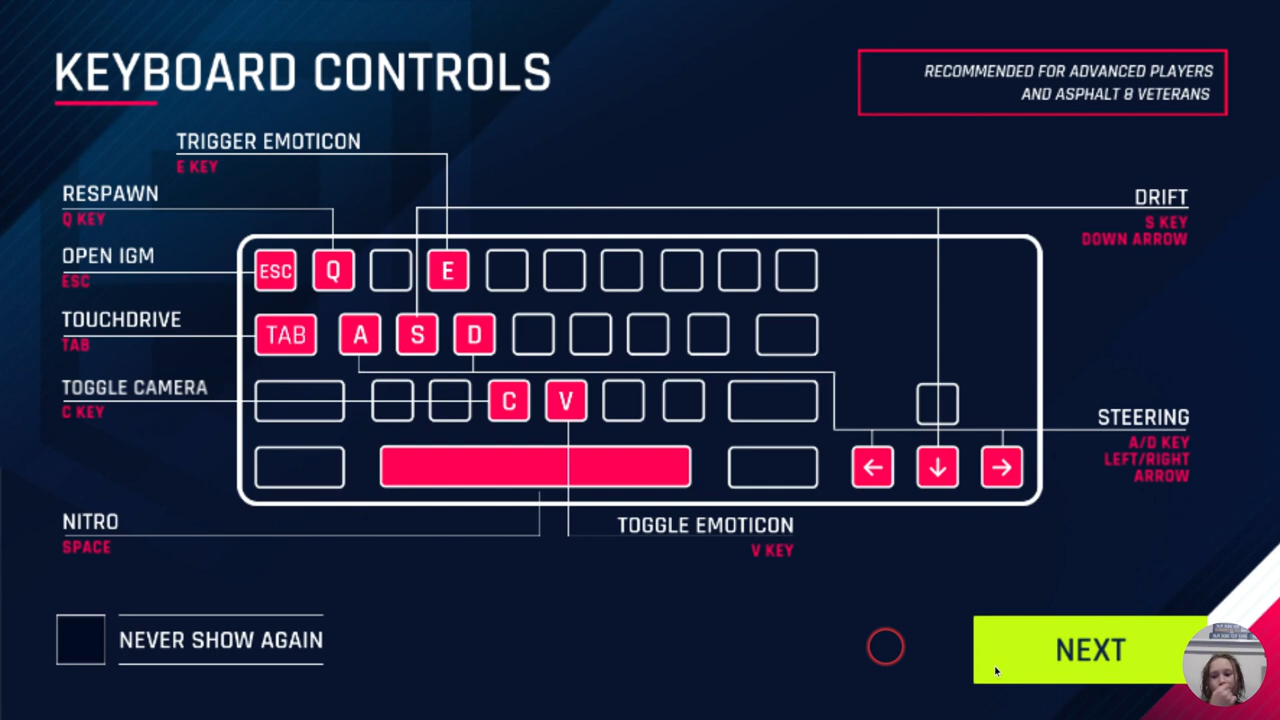 KEYBOARD CONTROLS
RECOMMENDED FOR ADVANCED PLAYERS
AND ASPHALT 8 VETERANS
TRIGGER EMOTICON
E KEY
RESPAWN
Q KEY
DRIFT
S KEY
DOWN ARROW
OPEN IGM
ESC
ESC Q E
TOUCHDRIVE
TAB
TAB A S D
TOGGLE CAMERA
C KEY
C V
STEERING
A/D KEY
LEFT/RIGHT
ARROW
← ↓ →
NITRO
SPACE
TOGGLE EMOTICON
V KEY
NEVER SHOW AGAIN
NEXT